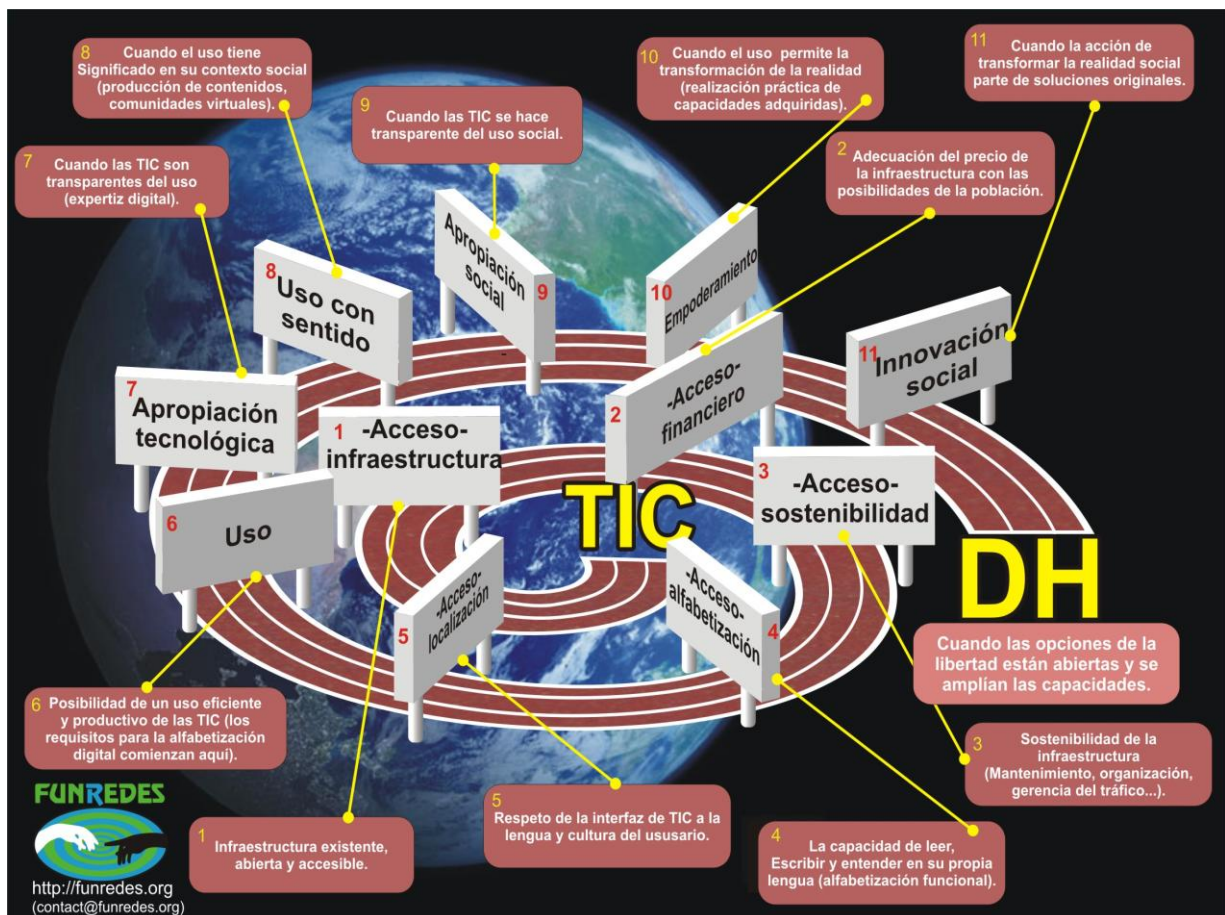 8
Cuando el uso tiene
Significado en su contexto social
(producción de contenidos,
comunidades virtuales).
9
Cuando las TIC se hace
transparente del uso social.
10
Cuando el uso permite la
transformación de la realidad
(realización práctica de
capacidades adquiridas).
11
Cuando la acción de
transformar la realidad social
parte de soluciones originales.
7
Cuando las TIC son
transparentes del uso
(expertiz digital).
2
Adecuación del precio de
la infraestructura con las
posibilidades de la población.
8
Uso con
sentido
Apropiación
social
9
10
Empoderamiento
11
Innovación
social
7
Apropiación
tecnológica
1
-Acceso-
infraestructura
2
-Acceso-
financiero
3
-Acceso-
sostenibilidad
6
Uso
TIC
5
-Acceso-
localización
-Acceso-
alfabetización
4
DH
Cuando las opciones de la
libertad están abiertas y se
amplían las capacidades.
6
Posibilidad de un uso eficiente
y productivo de las TIC (los
requisitos para la alfabetización
digital comienzan aquí).
3
Sostenibilidad de la
infraestructura
(Mantenimiento, organización,
gerencia del tráfico...).
1
Infraestructura existente,
abierta y accesible.
5
Respeto de la interfaz de TIC a la
lengua y cultura del ususario.
4
La capacidad de leer,
Escribir y entender en su propia
lengua (alfabetización funcional).
FUNREDES
http://funredes.org
(contact@funredes.org)